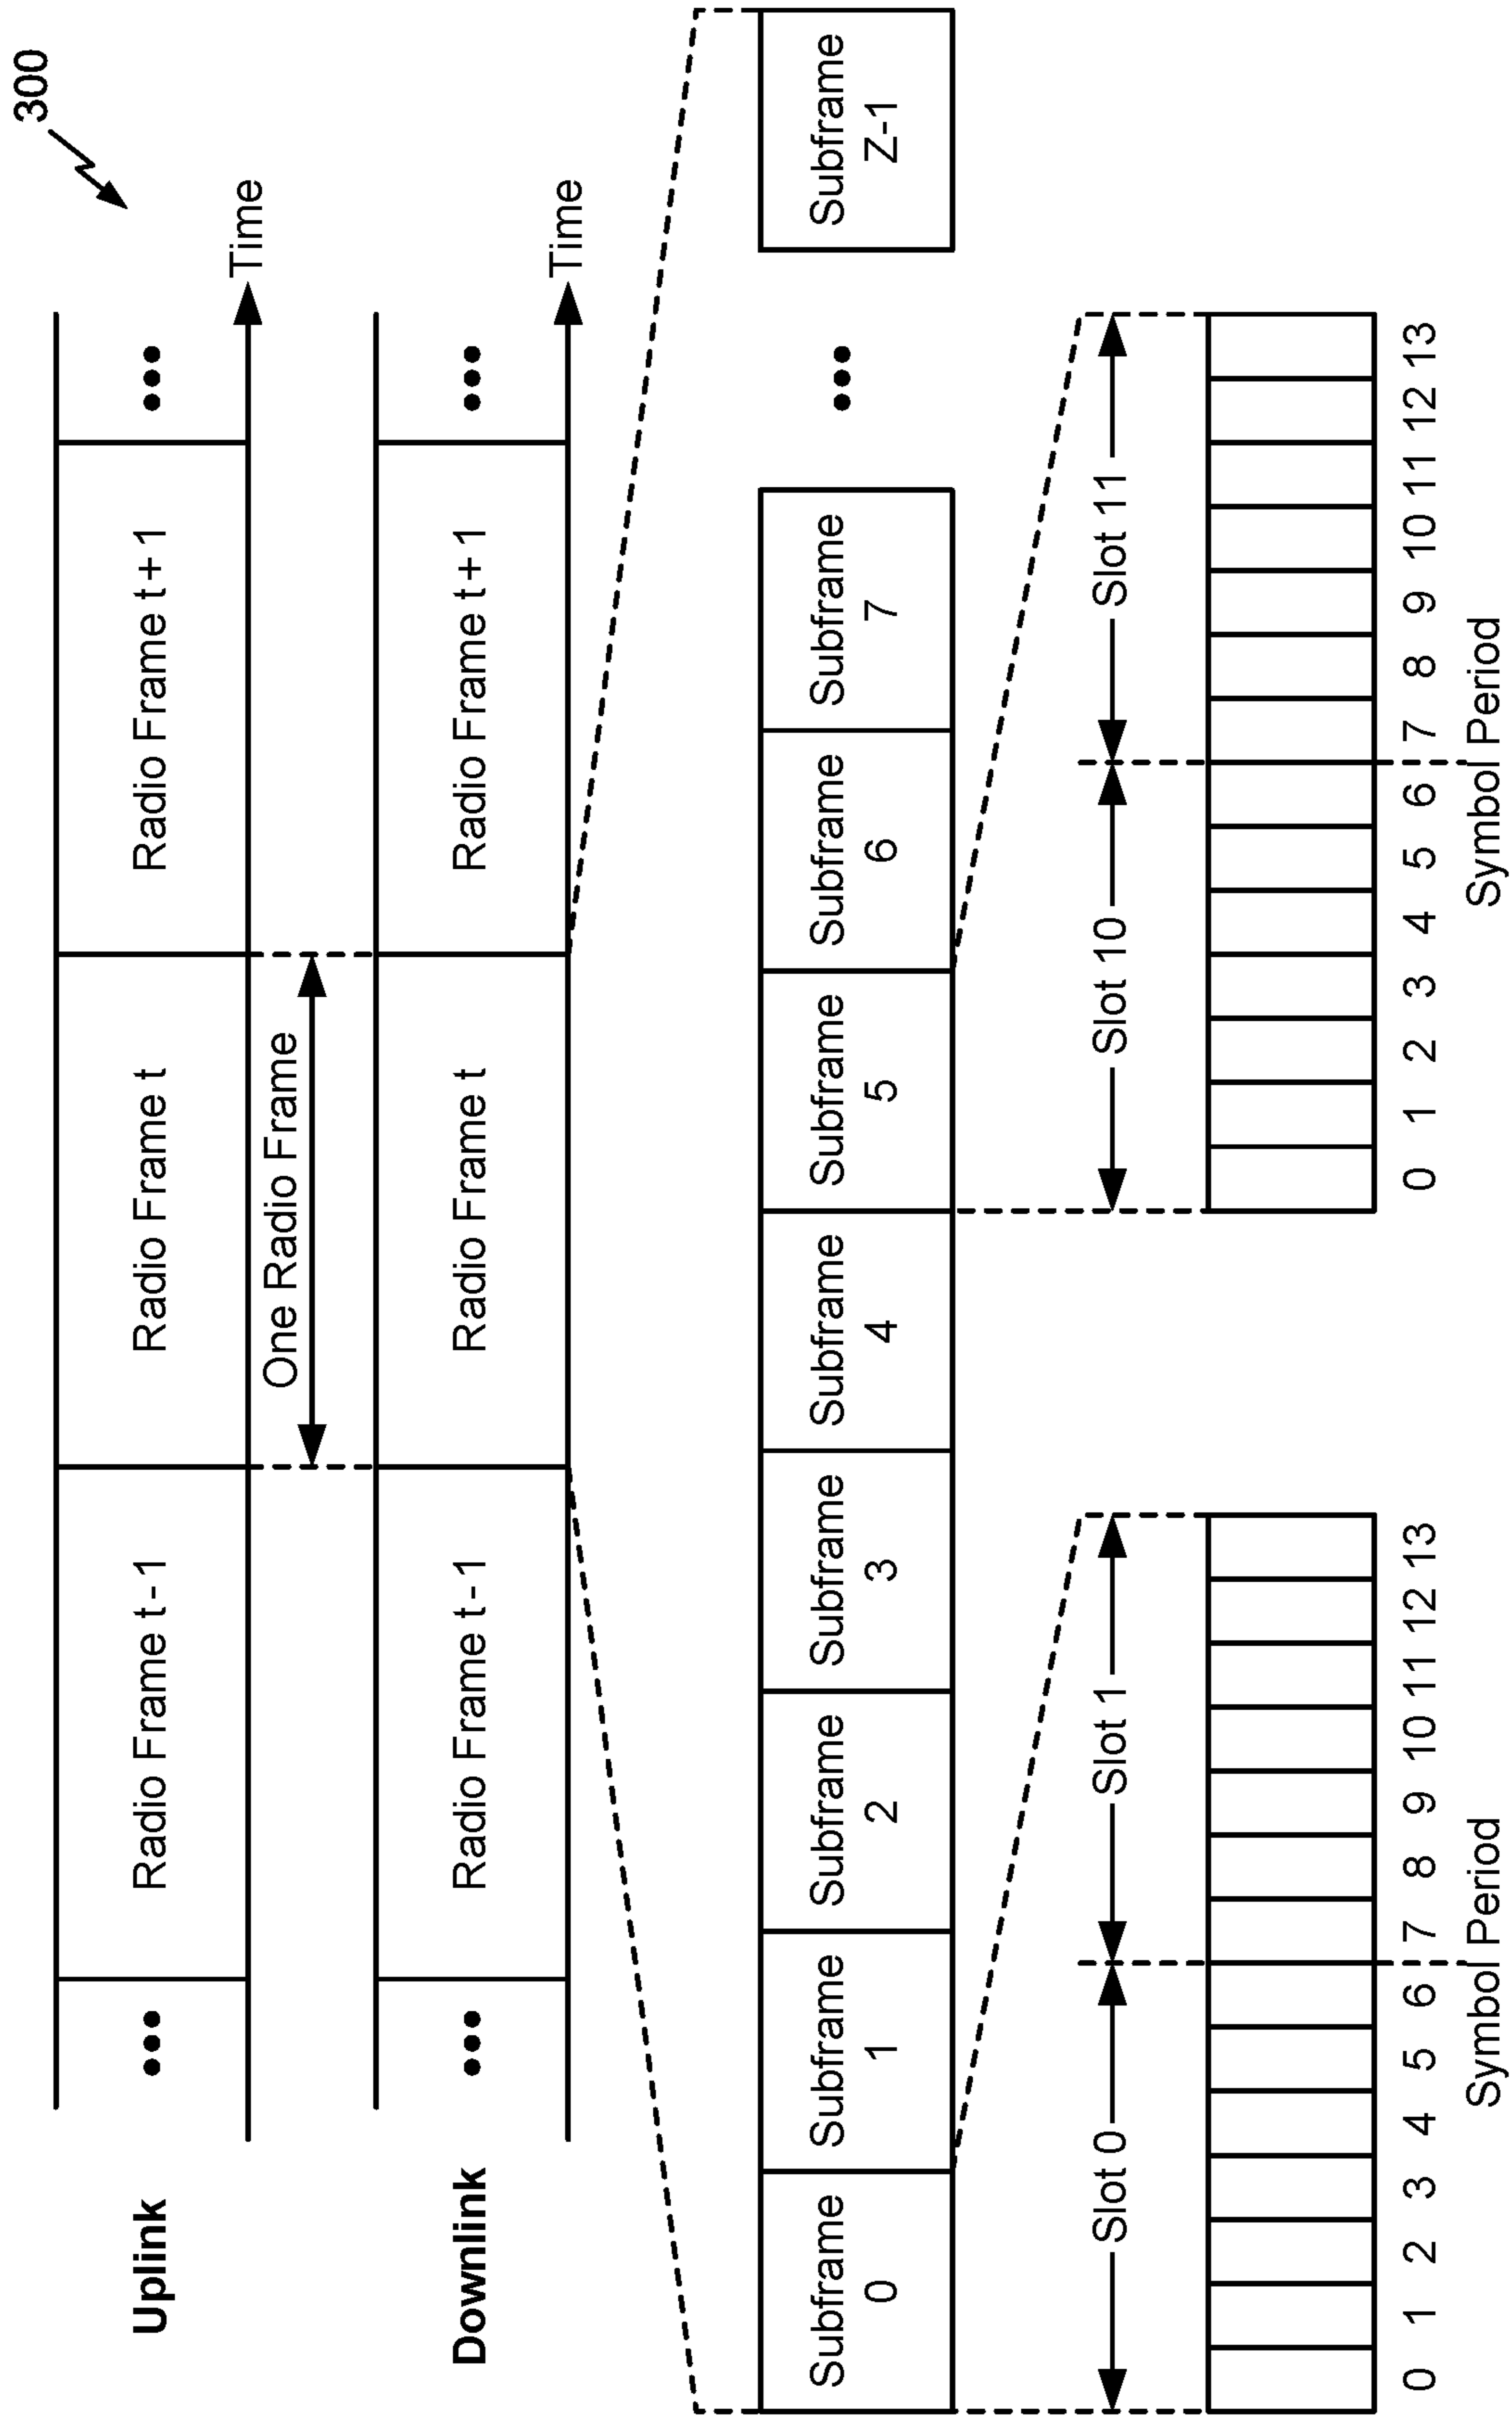 300
Uplink
••• Radio Frame t-1 Radio Frame t Radio Frame t+1 •••
Time
One Radio Frame
Downlink
••• Radio Frame t-1 Radio Frame t Radio Frame t+1 •••
Time
Subframe 0
Subframe 1
Subframe 2
Subframe 3
Subframe 4
Subframe 5
Subframe 6
Subframe 7
•••
Subframe Z-1
Slot 0 Slot 1
0 1 2 3 4 5 6 7 8 9 10 11 12 13
Symbol Period
Slot 10 Slot 11
0 1 2 3 4 5 6 7 8 9 10 11 12 13
Symbol Period